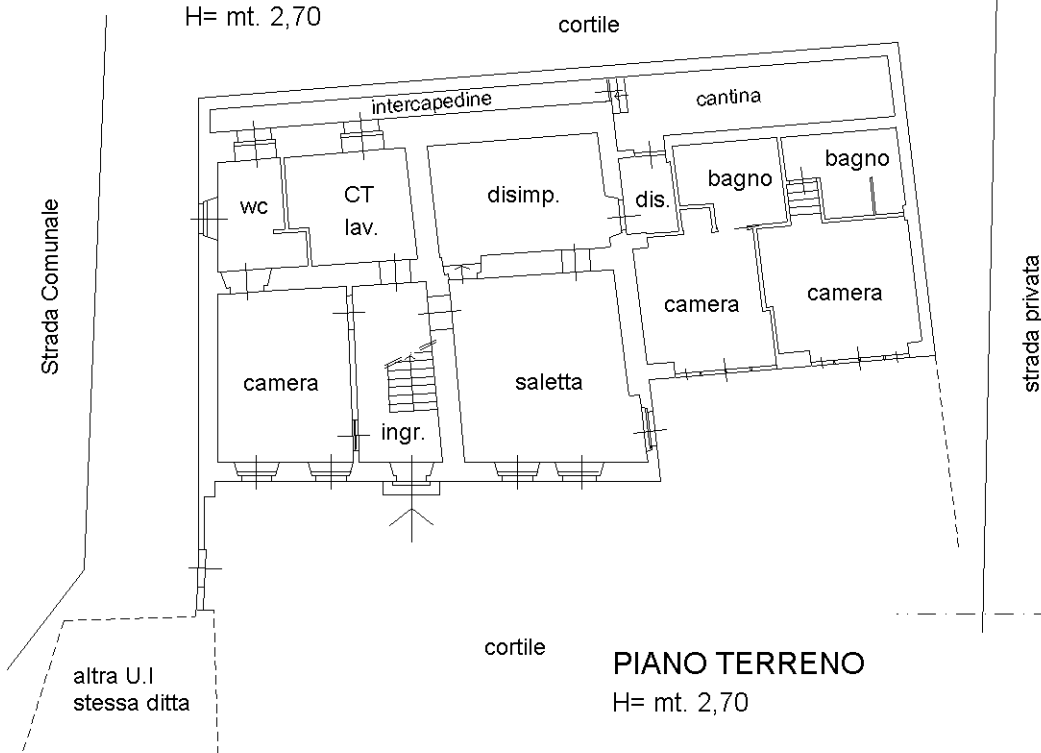 H= mt. 2,70
cortile
intercapedine
cantina
wc
CT
lav.
disimp.
dis.
bagno
bagno
Strada Comunale
camera
ingr.
saletta
camera
camera
strada privata
cortile
altra U.I
stessa ditta
PIANO TERRENO
H= mt. 2,70